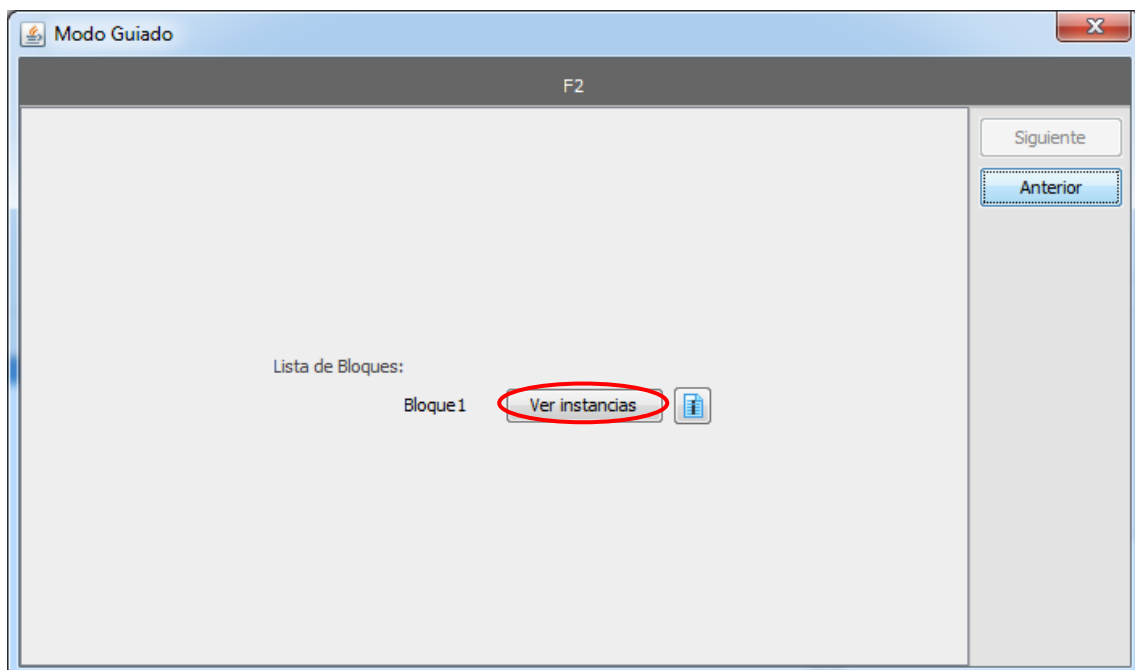 Modo Guiado
F2
Siguiente
Anterior
Lista de Bloques:
Bloque1 Ver instancias